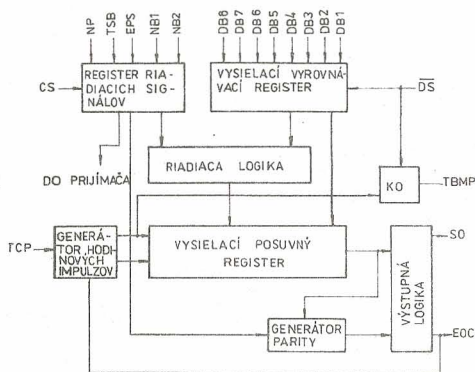 NP TSB EPS NB1 NB2
DB8 DB7 DB6 DB5 DB4 DB3 DB2 DB1
CS
REGISTER RIA-
DIACICH SIG-
NÁLOV
VYSIELACÍ VYROVNÁ-
VACÍ REGISTER
DS
DO PRIJÍMAČA
RIADIACA LOGIKA
KO
TBMP
TCP
GENERÁ-
TOR HODI-
NOVÝCH
IMPULZOV
VYSIELACÍ POSUVNÝ
REGISTER
SO
VÝSTUPNÁ
LOGIKA
GENERÁTOR
PARITY
EOC